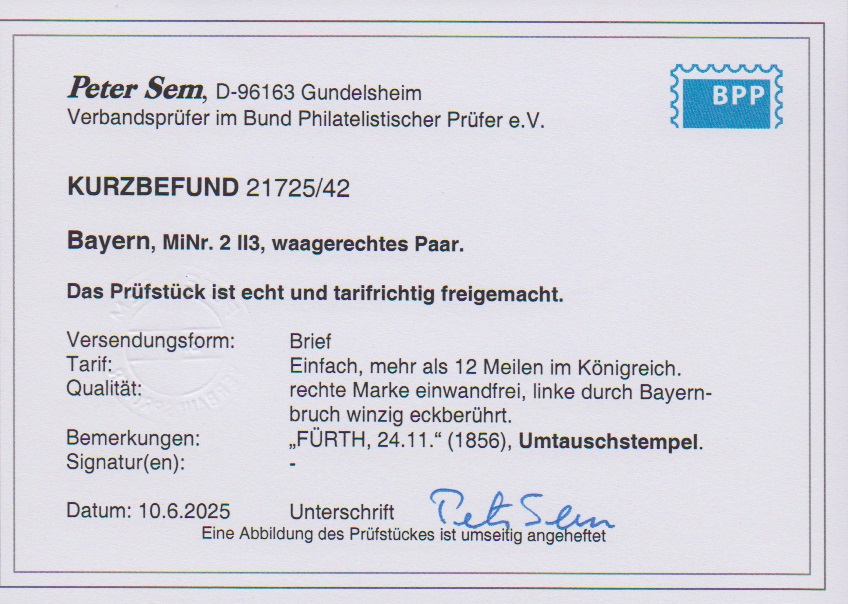 Peter Sem, D-96163 Gundelsheim
Verbandsprüfer im Bund Philatelistischer Prüfer e.V.
BPP
KURZBEFUND 21725/42
Bayern, MiNr. 2 II3, waagerechtes Paar.
Das Prüfstück ist echt und tarifrichtig freigemacht.
Versendungsform: Brief
Tarif: Einfach, mehr als 12 Meilen im Königreich.
Qualität: rechte Marke einwandfrei, linke durch Bayern-
bruch winzig eckberührt.
Bemerkungen: „FÜRTH, 24.11.“ (1856), Umtauschstempel.
Signatur(en): -
Datum: 10.6.2025 Unterschrift Peter Sem
Eine Abbildung des Prüfstückes ist umseitig angeheftet